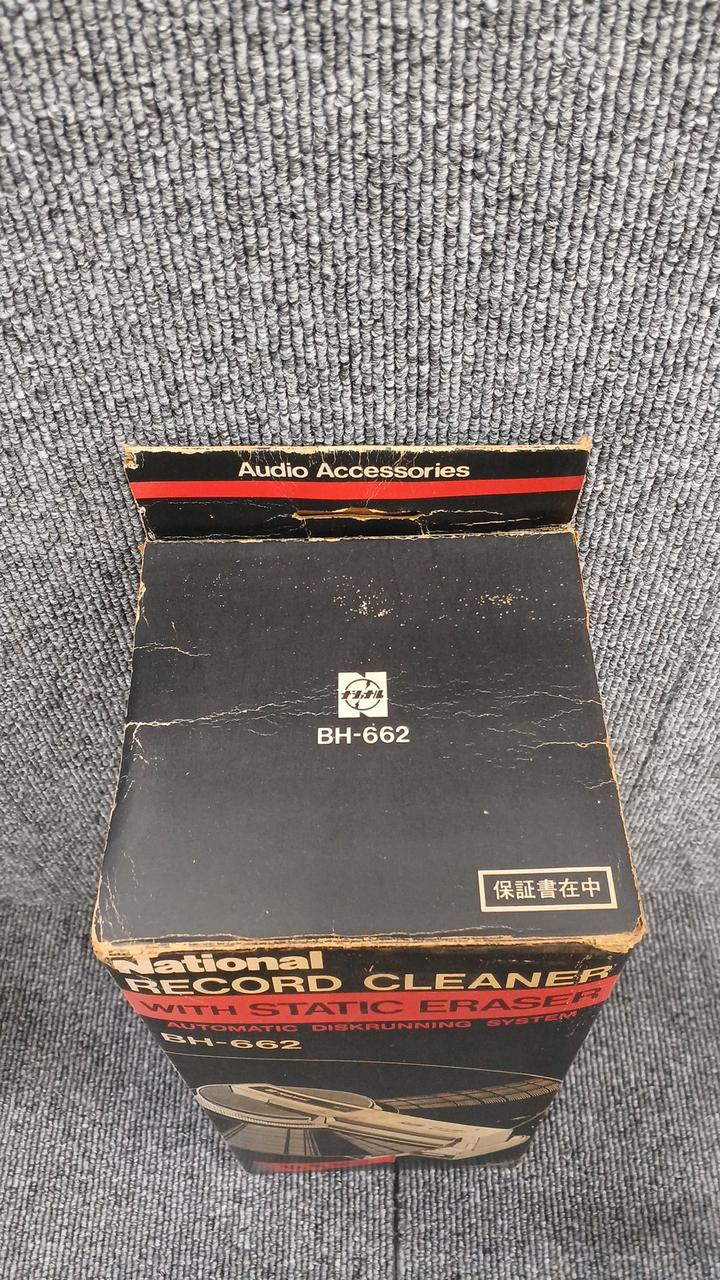 Audio Accessories
ナショナル
BH-662
保証書在中
National
RECORD CLEANER
WITH STATIC ERASER
AUTOMATIC DISKRUNNING SYSTEM
BH-662